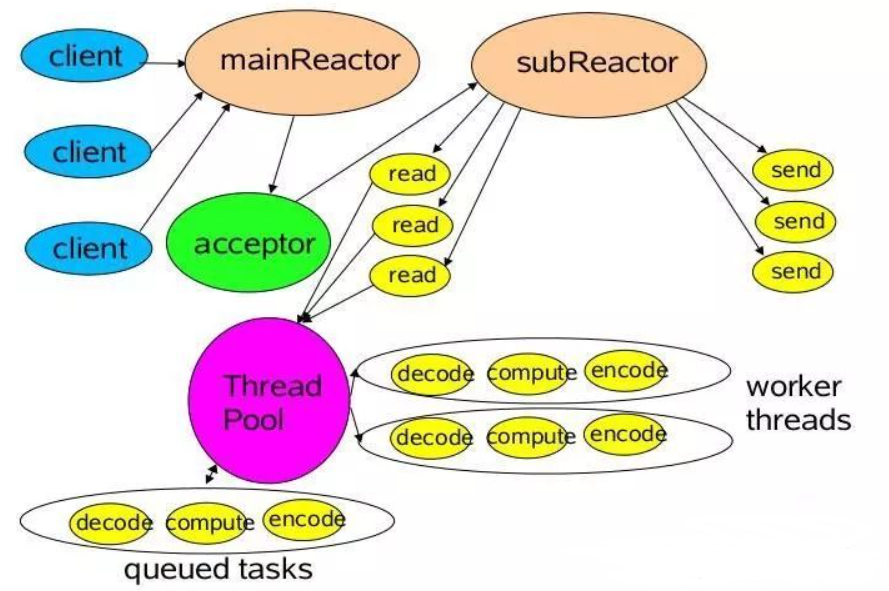 client
mainReactor
subReactor
client
read
send
client
acceptor
read
send
read
send
Thread
Pool
decode
compute
encode
worker
threads
decode
compute
encode
decode
compute
encode
queued tasks